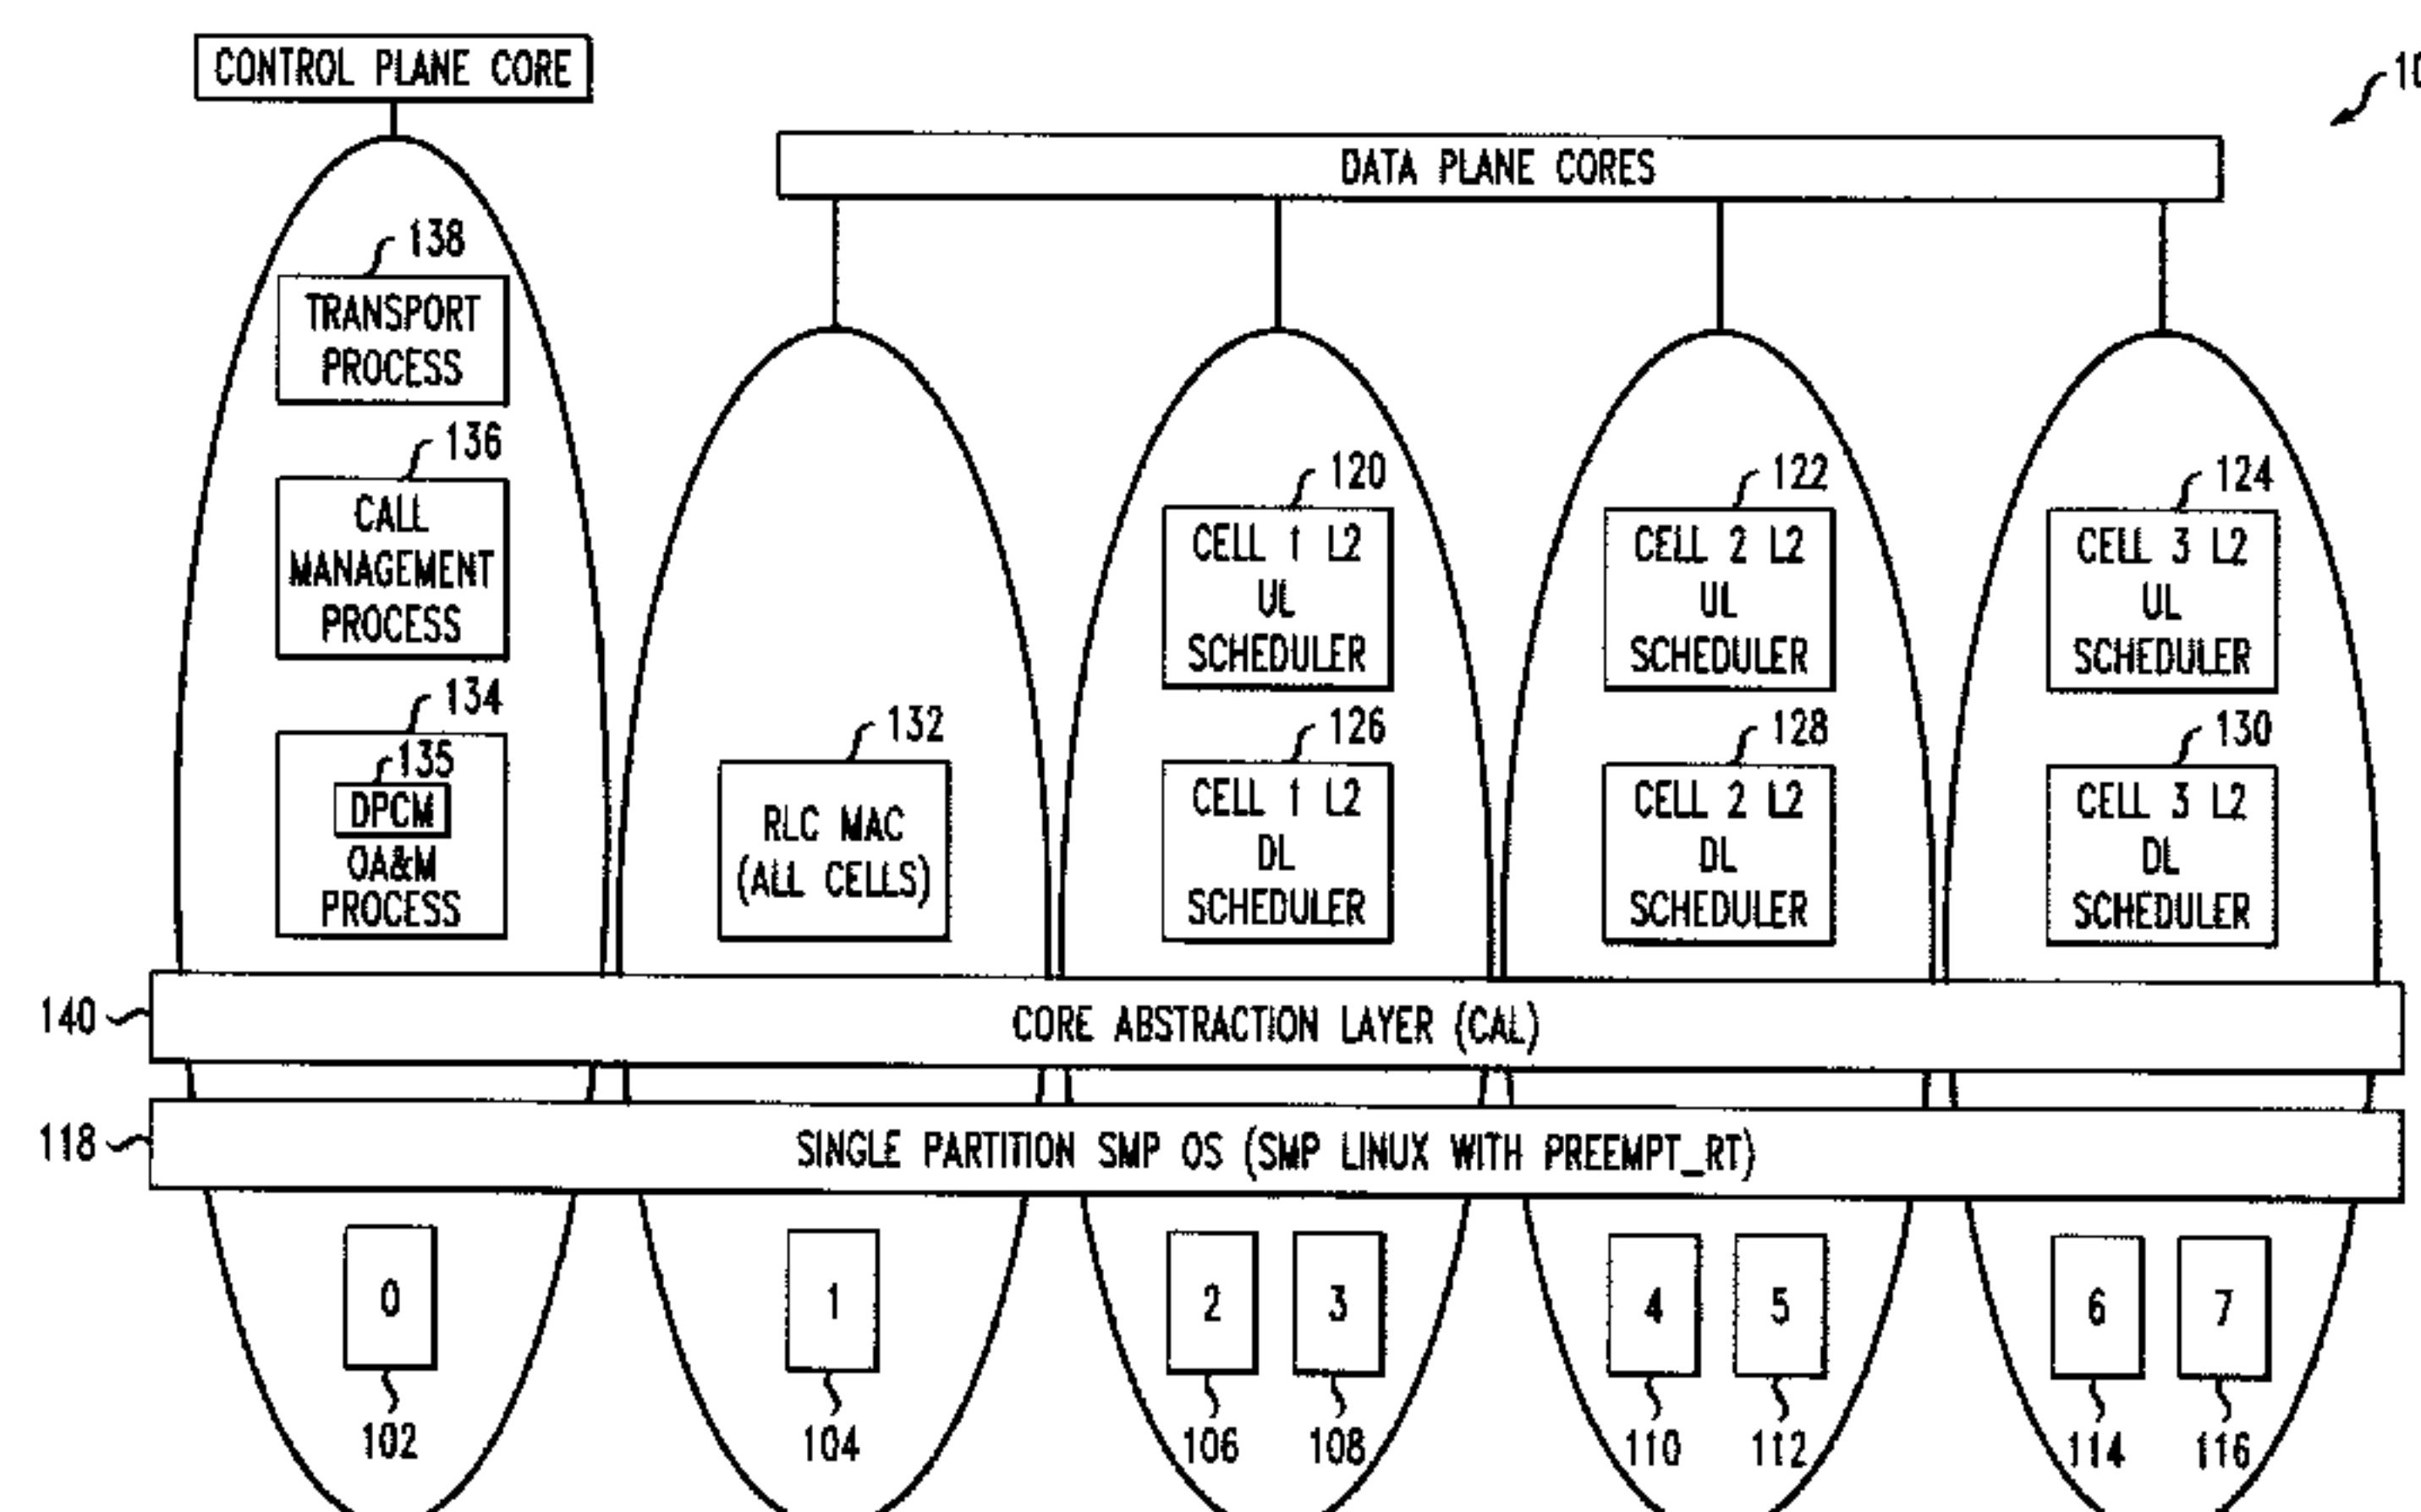 CONTROL PLANE CORE
10
DATA PLANE CORES
138
TRANSPORT
PROCESS
136
CALL
MANAGEMENT
PROCESS
134
135
DPCM
OA&M
PROCESS
132
RLC MAC
(ALL CELLS)
120
CELL 1 L2
UL
SCHEDULER
126
CELL 1 L2
DL
SCHEDULER
122
CELL 2 L2
UL
SCHEDULER
128
CELL 2 L2
DL
SCHEDULER
124
CELL 3 L2
UL
SCHEDULER
130
CELL 3 L2
DL
SCHEDULER
140
CORE ABSTRACTION LAYER (CAL)
118
SINGLE PARTITION SMP OS (SMP LINUX WITH PREEMPT_RT)
0
1
2
3
4
5
6
7
102
104
106
108
110
112
114
116